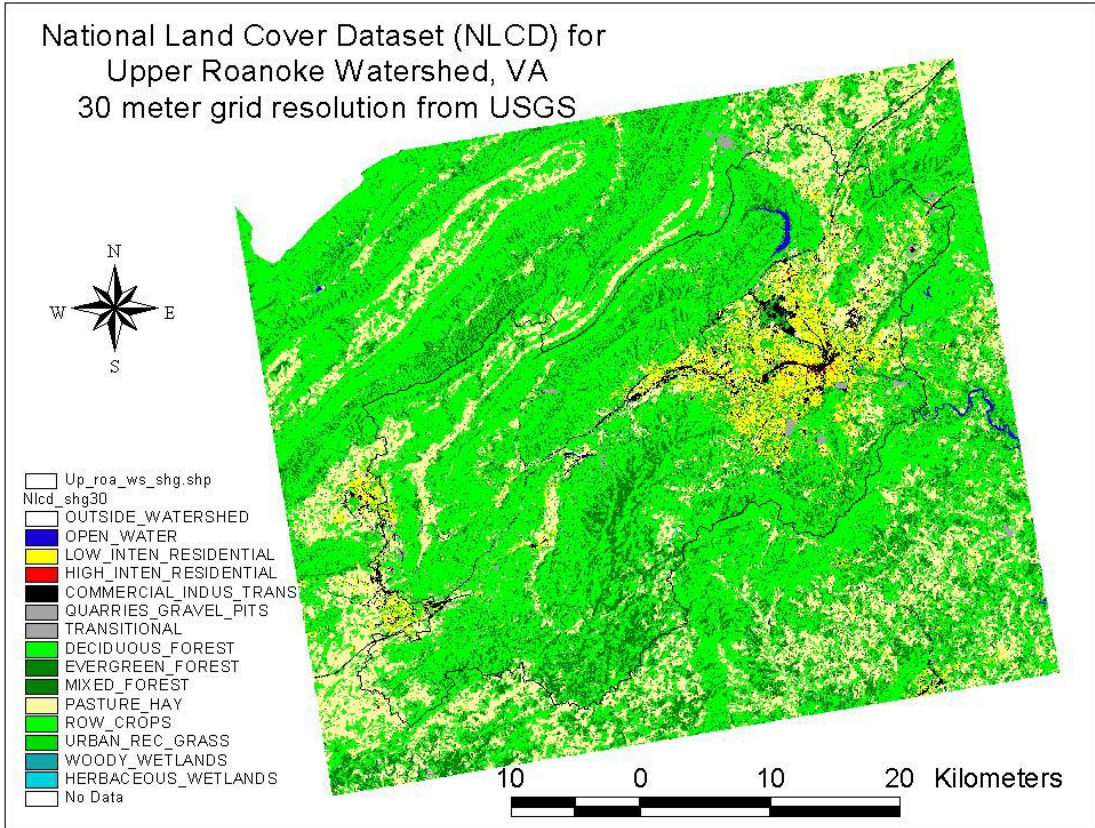 National Land Cover Dataset (NLCD) for
Upper Roanoke Watershed, VA
30 meter grid resolution from USGS
N
W E
S
Up_roa_ws_shg.shp
Nlcd_shg30
OUTSIDE_WATERSHED
OPEN_WATER
LOW_INTEN_RESIDENTIAL
HIGH_INTEN_RESIDENTIAL
COMMERCIAL_INDUS_TRANS
QUARRIES_GRAVEL_PITS
TRANSITIONAL
DECIDUOUS_FOREST
EVERGREEN_FOREST
MIXED_FOREST
PASTURE_HAY
ROW_CROPS
URBAN_REC_GRASS
WOODY_WETLANDS
HERBACEOUS_WETLANDS
No Data
10 0 10 20 Kilometers